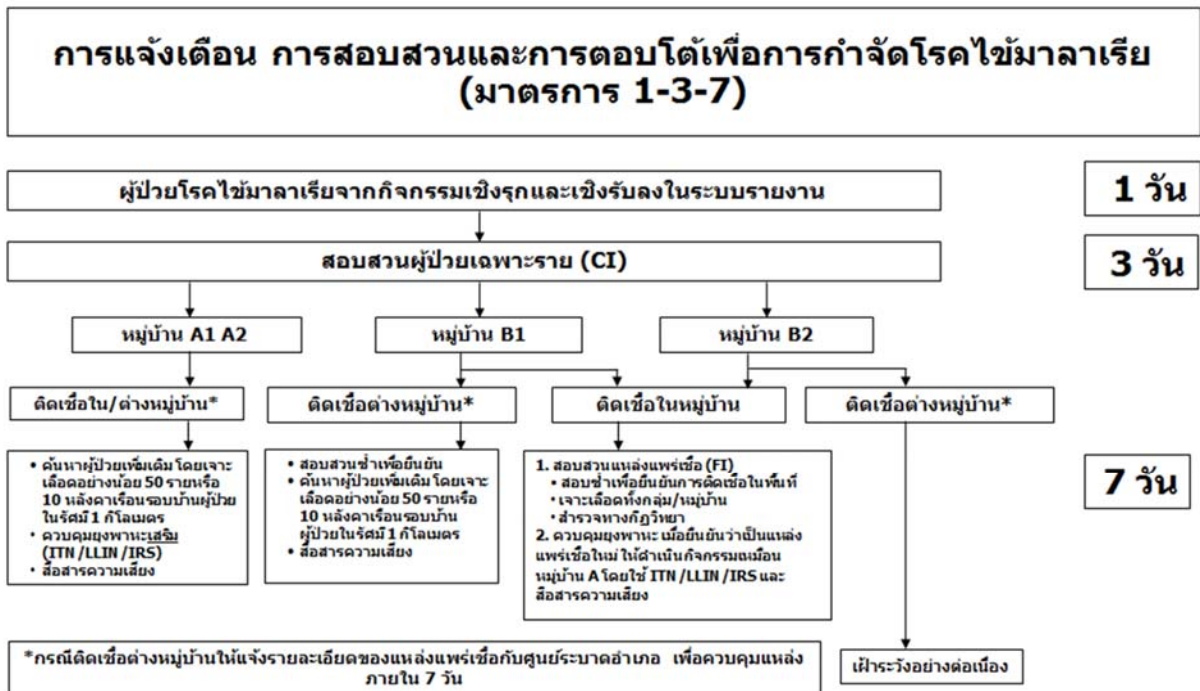 การแจ้งเตือน การสอบสวนและการตอบโต้เพื่อการกำจัดโรคไข้มาลาเรีย
(มาตรการ 1-3-7)
ผู้ป่วยโรคไข้มาลาเรียจากกิจกรรมเชิงรุกและเชิงรับลงในระบบรายงาน
1 วัน
สอบสวนผู้ป่วยเฉพาะราย (CI)
3 วัน
หมู่บ้าน A1 A2
หมู่บ้าน B1
หมู่บ้าน B2
ติดเชื้อใน/ต่างหมู่บ้าน*
ติดเชื้อต่างหมู่บ้าน*
ติดเชื้อในหมู่บ้าน
ติดเชื้อต่างหมู่บ้าน*
• ค้นหาผู้ป่วยเพิ่มเติม โดยเจาะ
เลือดอย่างน้อย 50 รายหรือ
10 หลังคาเรือนรอบบ้านผู้ป่วย
ในรัศมี 1 กิโลเมตร
• ควบคุมยุงพาหะเสริม
(ITN /LLIN /IRS)
• สื่อสารความเสี่ยง
• สอบสวนซ้ำเพื่อยืนยัน
• ค้นหาผู้ป่วยเพิ่มเติม โดยเจาะ
เลือดอย่างน้อย 50 รายหรือ
10 หลังคาเรือนรอบบ้าน
ผู้ป่วยในรัศมี 1 กิโลเมตร
• สื่อสารความเสี่ยง
1. สอบสวนแหล่งแพร่เชื้อ (FI)
• สอบซ้ำเพื่อยืนยันการติดเชื้อในพื้นที่
• เจาะเลือดทั้งกลุ่ม/หมู่บ้าน
• สำรวจทางกีฏวิทยา
2. ควบคุมยุงพาหะ เมื่อยืนยันว่าเป็นแหล่ง
แพร่เชื้อใหม่ ให้ดำเนินกิจกรรมเหมือน
หมู่บ้าน A โดยใช้ ITN /LLIN /IRS และ
สื่อสารความเสี่ยง
7 วัน
*กรณีติดเชื้อต่างหมู่บ้านให้แจ้งรายละเอียดของแหล่งแพร่เชื้อกับศูนย์ระบาดอำเภอ เพื่อควบคุมแหล่ง
ภายใน 7 วัน
เฝ้าระวังอย่างต่อเนื่อง